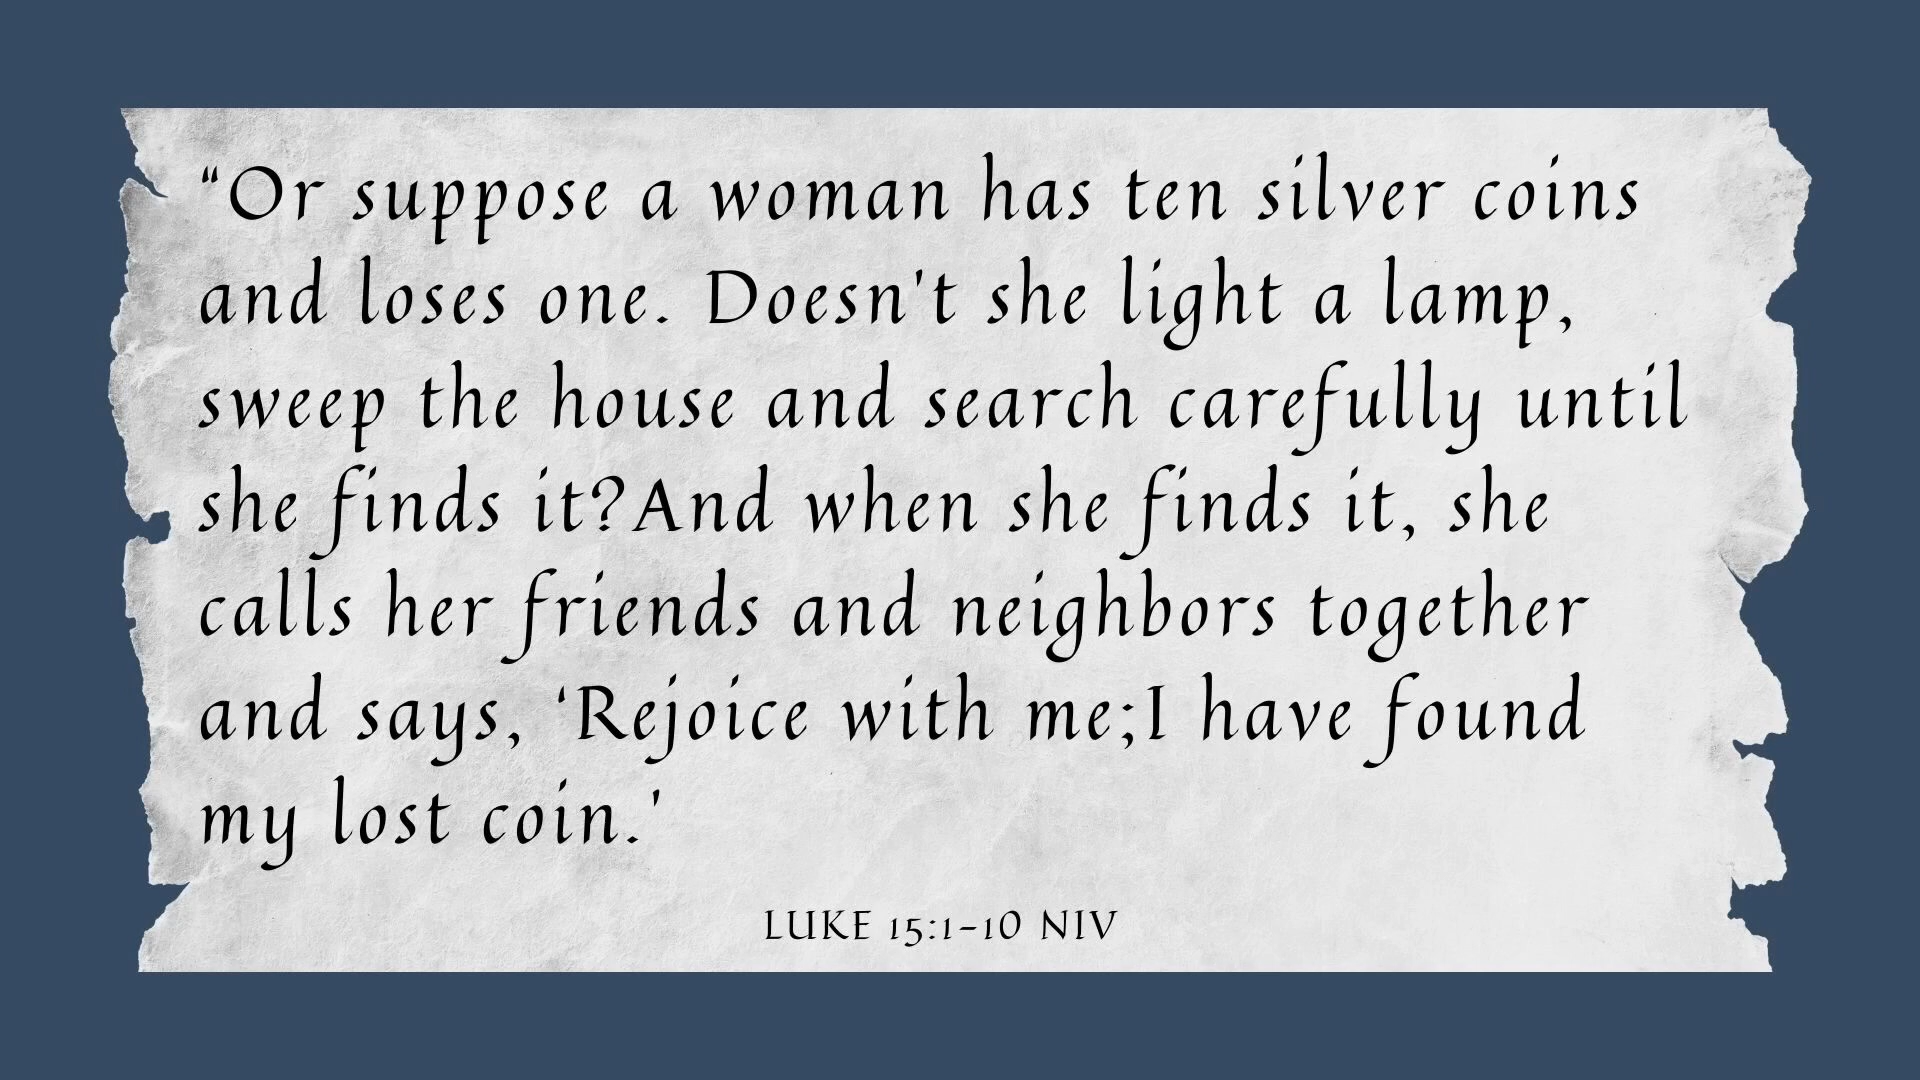 “Or suppose a woman has ten silver coins
and loses one. Doesn't she light a lamp,
sweep the house and search carefully until
she finds it?And when she finds it, she
calls her friends and neighbors together
and says, ‘Rejoice with me;I have found
my lost coin.'
LUKE 15:1-10 NIV